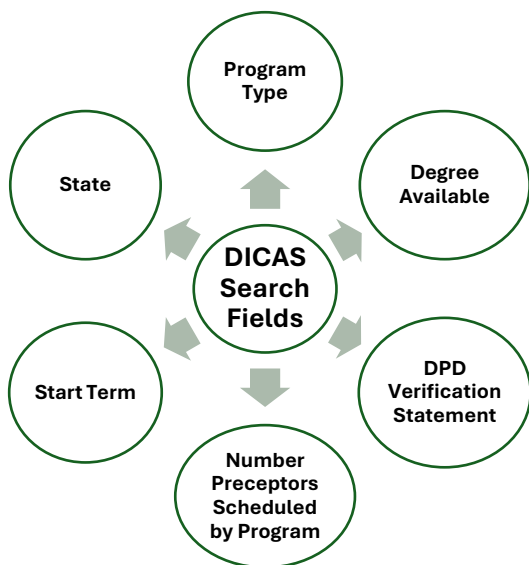 Program
Type
State
Degree
Available
DICAS
Search
Fields
Start Term
DPD
Verification
Statement
Number
Preceptors
Scheduled
by Program